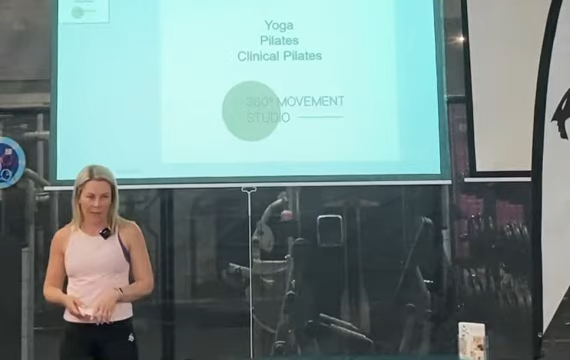 Yoga
Pilates
Clinical Pilates
360° MOVEMENT
STUDIO